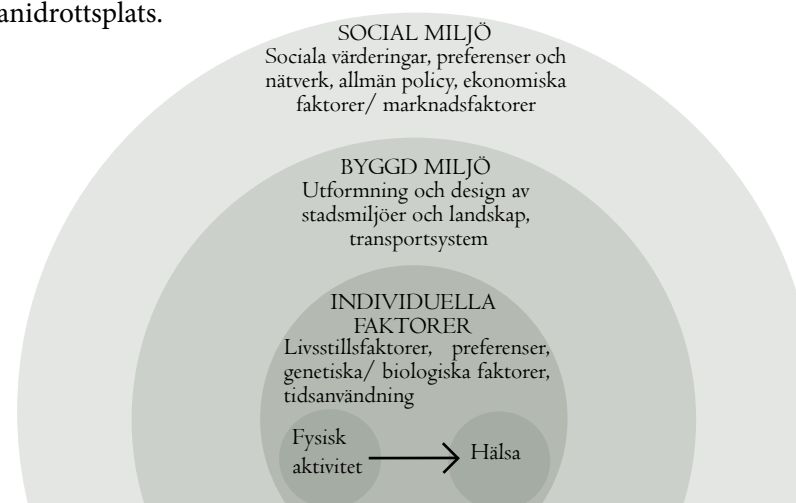 anidrottsplats.
SOCIAL MILJÖ
Sociala värderingar, preferenser och
nätverk, allmän policy, ekonomiska
faktorer/ marknadsfaktorer
BYGGD MILJÖ
Utformning och design av
stadsmiljöer och landskap,
transportsystem
INDIVIDUELLA
FAKTORER
Livsstillsfaktorer, preferenser,
genetiska/ biologiska faktorer,
tidsanvändning
Fysisk
aktivitet
Hälsa